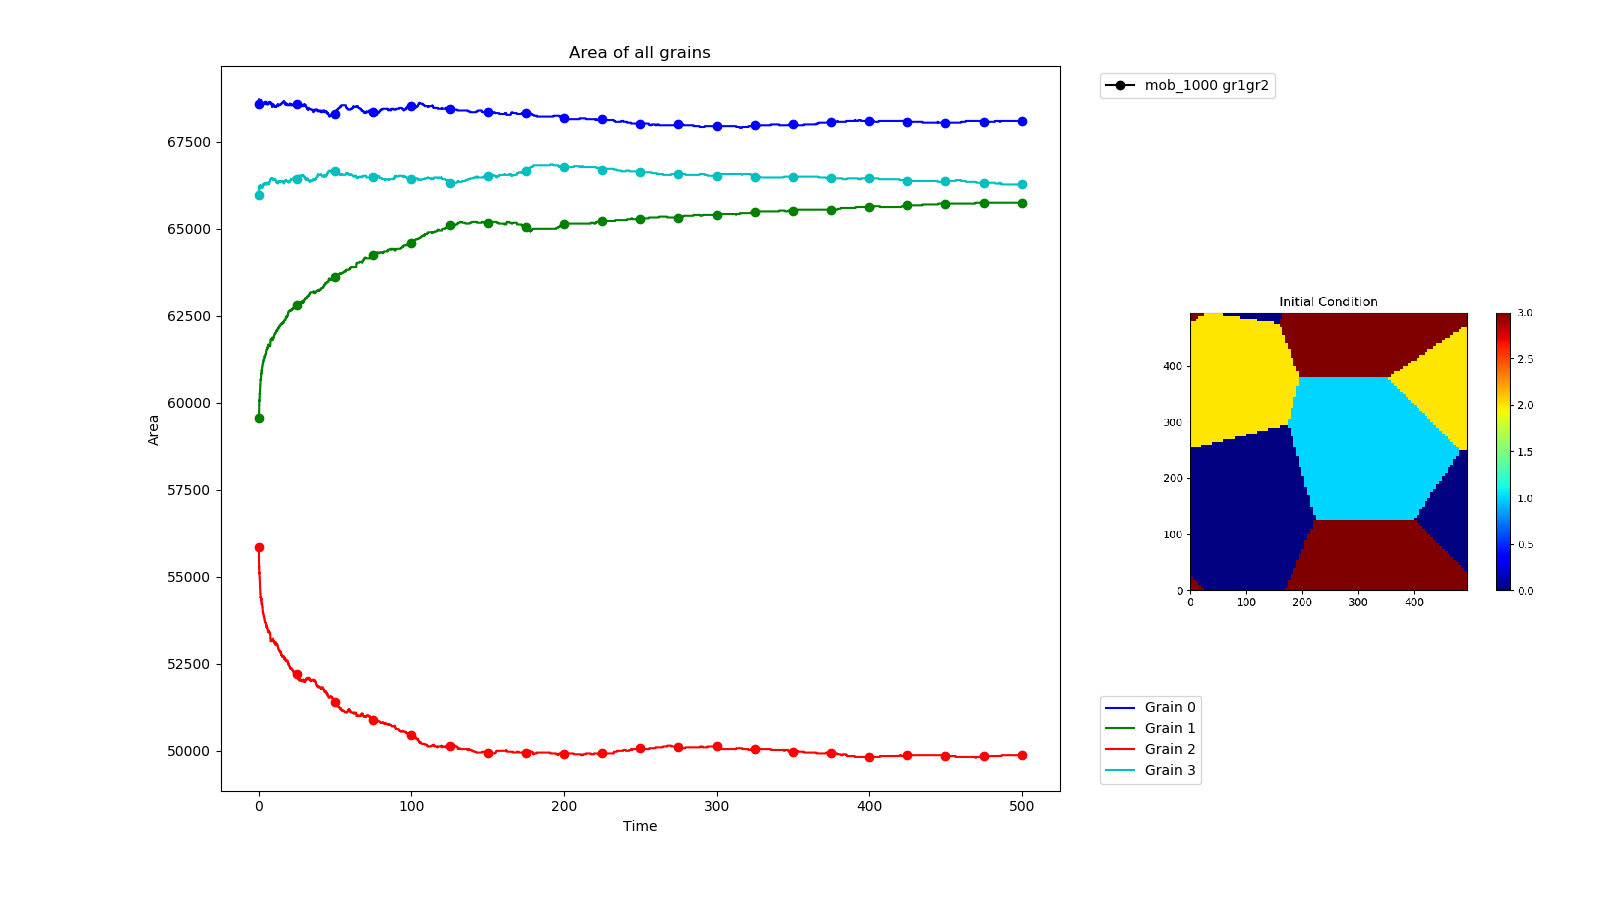 Area of all grains
mob_1000 gr1gr2
67500
65000
62500
60000
57500
55000
52500
50000
Area
0 100 200 300 400 500
Time
Initial Condition
400
300
200
100
0
0 100 200 300 400
3.0
2.5
2.0
1.5
1.0
0.5
0.0
Grain 0
Grain 1
Grain 2
Grain 3